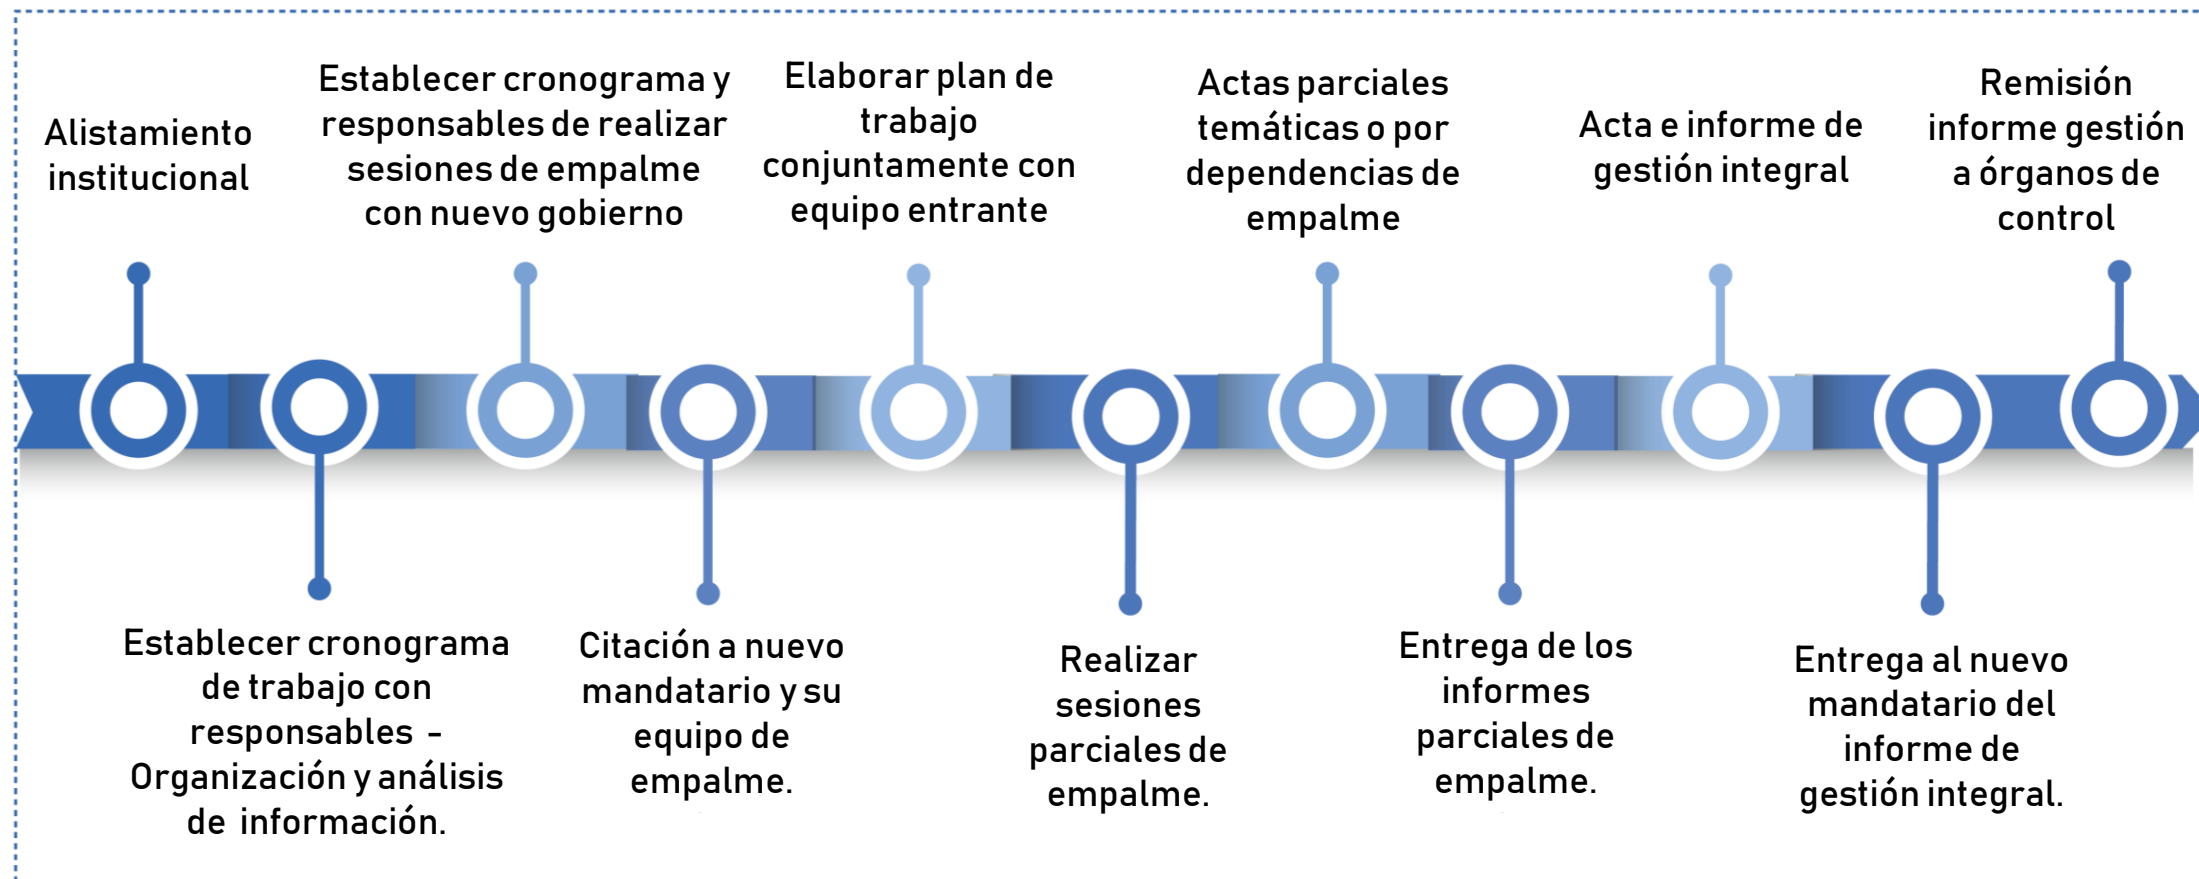 Alistamiento
institucional
Establecer cronograma
de trabajo con
responsables -
Organización y análisis
de información.
Establecer cronograma y
responsables de realizar
sesiones de empalme
con nuevo gobierno
Citación a nuevo
mandatario y su
equipo de
empalme.
Elaborar plan de
trabajo
conjuntamente con
equipo entrante
Realizar
sesiones
parciales de
empalme.
Actas parciales
temáticas o por
dependencias de
empalme
Entrega de los
informes
parciales de
empalme.
Acta e informe de
gestión integral
Entrega al nuevo
mandatario del
informe de
gestión integral.
Remisión
informe gestión
a órganos de
control